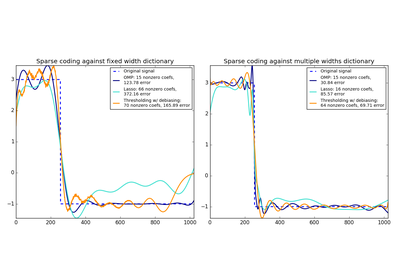 Sparse coding against fixed width dictionary
Original signal
OMP: 15 nonzero coefs,
123.78 error
Lasso: 66 nonzero coefs,
372.16 error
Thresholding w/ debiasing:
70 nonzero coefs, 165.89 error
3
2
1
0
−1
0
200
400
600
800
1000
Sparse coding against multiple widths dictionary
Original signal
OMP: 15 nonzero coefs,
30.84 error
Lasso: 16 nonzero coefs,
85.57 error
Thresholding w/ debiasing:
64 nonzero coefs, 69.71 error
3
2
1
0
−1
0
200
400
600
800
1000